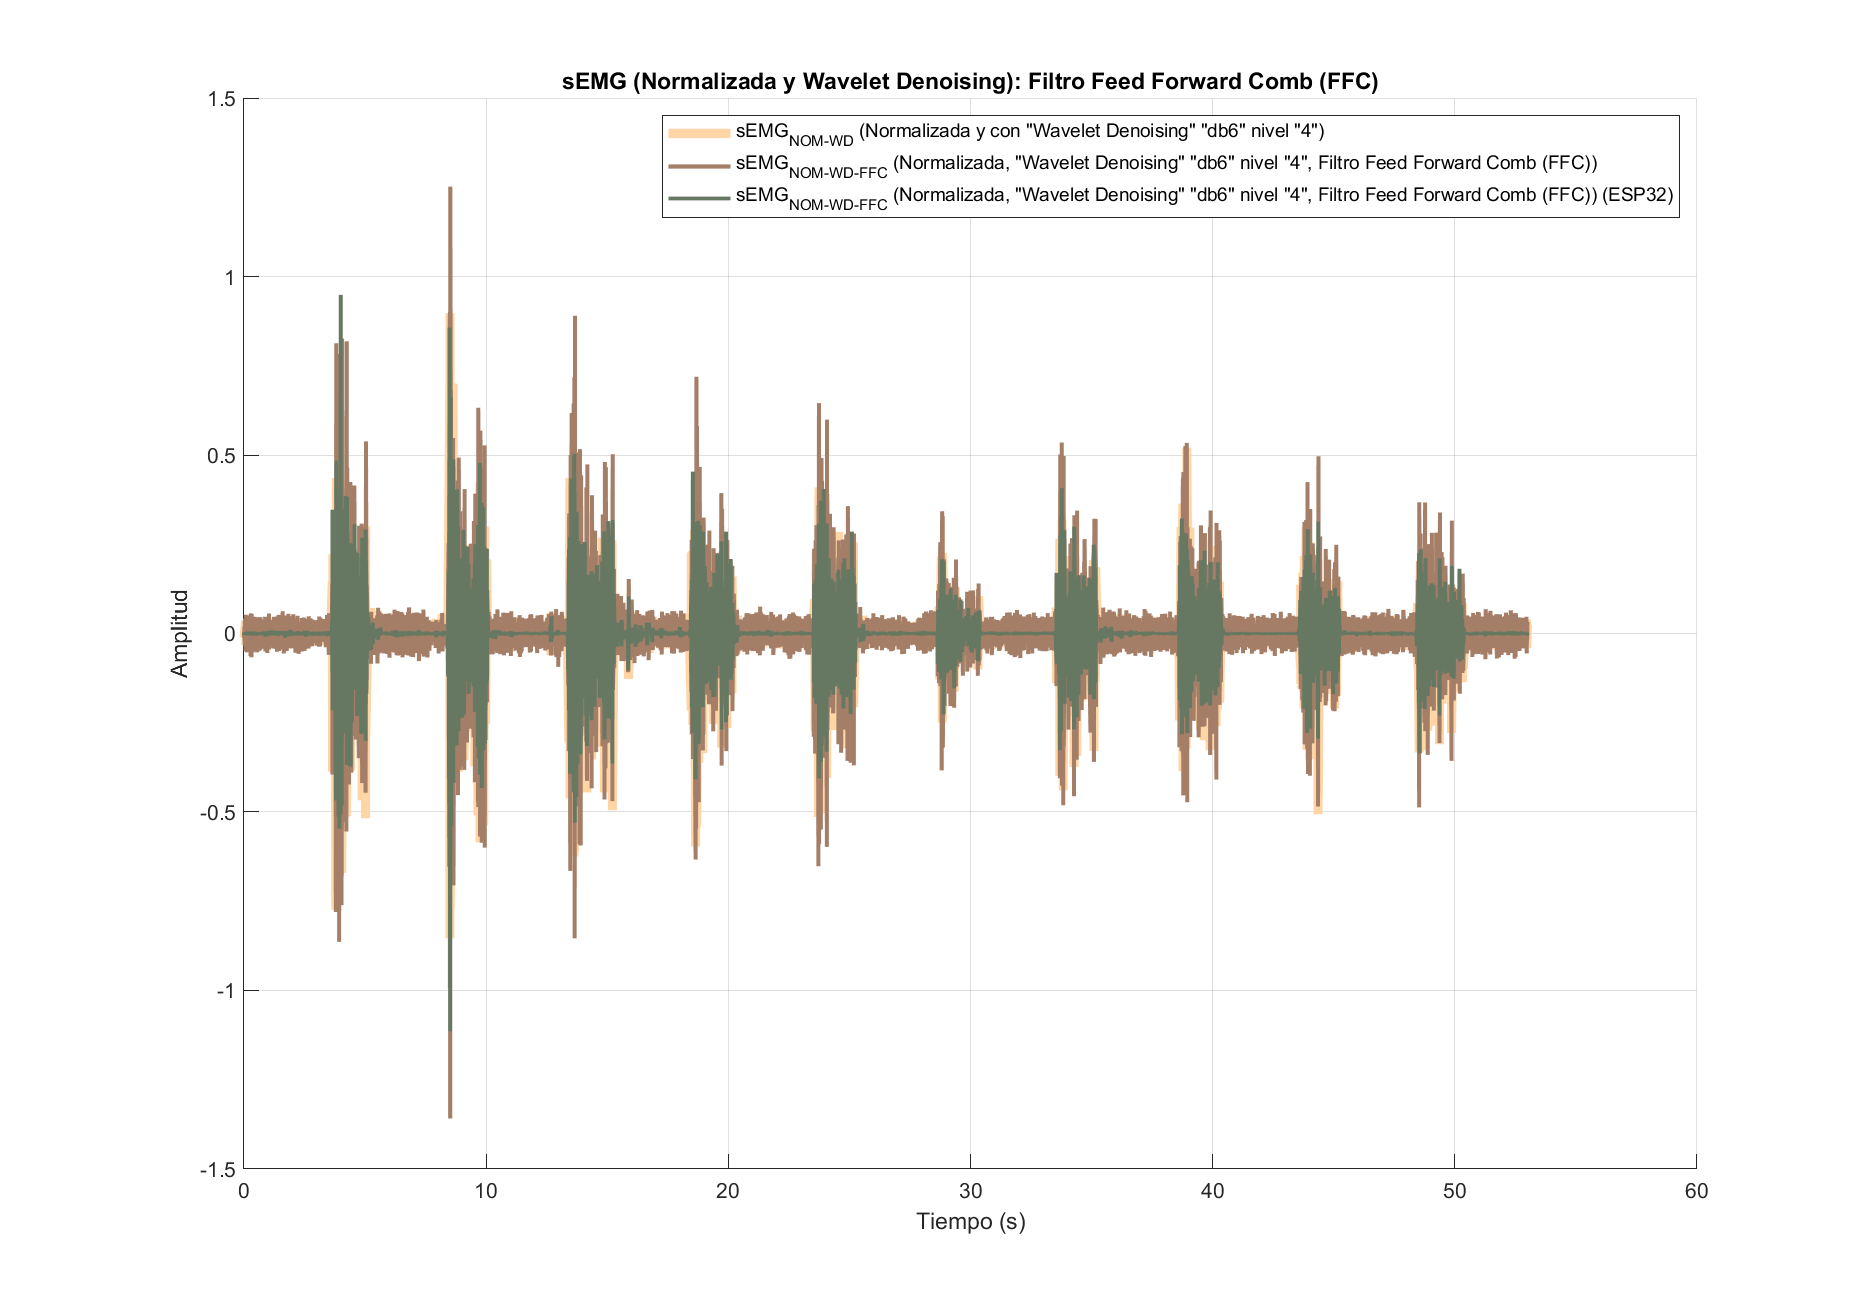 sEMG (Normalizada y Wavelet Denoising): Filtro Feed Forward Comb (FFC)
sEMG_NOM-WD (Normalizada y con "Wavelet Denoising" "db6" nivel "4")
sEMG_NOM-WD-FFC (Normalizada, "Wavelet Denoising" "db6" nivel "4", Filtro Feed Forward Comb (FFC))
sEMG_NOM-WD-FFC (Normalizada, "Wavelet Denoising" "db6" nivel "4", Filtro Feed Forward Comb (FFC)) (ESP32)
1.5
1
0.5
0
-0.5
-1
-1.5
Amplitud
0 10 20 30 40 50 60
Tiempo (s)